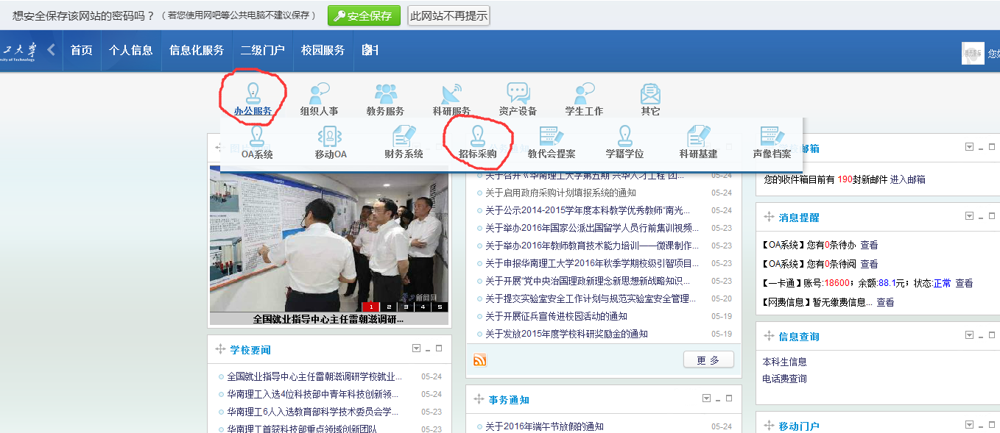 想安全保存该网站的密码吗？（若您使用网吧等公共电脑不建议保存） 安全保存 此网站不再提示
工大学
首页 个人信息 信息化服务 二级门户 校园服务
您好
办公服务 组织人事 教务服务 科研服务 资产设备 学生工作 其它
OA系统 移动OA 财务系统 招标采购 教代会提案 学籍学位 科研基建 声像档案
全国就业指导中心主任雷朝滋调研...
1 2 3 4 5
学校要闻
全国就业指导中心主任雷朝滋调研学校就业... 05-24
华南理工入选4位科技部中青年科技创新领... 05-24
华南理工6人入选教育部科学技术委员会学... 05-23
华南理工首获科技部重点领域创新团队 05-23
关于召开《华南理工大学第五期"兴华人才工程"团... 05-24
关于启用政府采购计划填报系统的通知 05-24
关于公示2014-2015学年度本科教学优秀教师"南光... 05-24
关于举办2016年国家公派出国留学人员行前集训视频... 05-23
关于举办2016年教师教育技术能力培训——微课制作... 05-23
关于申报华南理工大学2016年秋季学期校级引智项目... 05-23
关于开展"党中央治国理政新理念新思想新战略知识... 05-23
关于提交实验室安全工作计划与规范实验室安全管理... 05-20
关于开展征兵宣传进校园活动的通知 05-19
关于发放2015年度学校科研奖励金的通知 05-19
更 多
事务通知
关于2016年端午节放假的通知 05-24
邮箱
您的收件箱目前有 190封新邮件 进入邮箱
消息提醒
【OA系统】您有0条待办 查看
【OA系统】您有0条待阅 查看
【一卡通】账号:18600；余额:88.1元；状态:正常 查看
【网费信息】暂无缴费信息... 查看
信息查询
本科生信息
电话费查询
移动门户